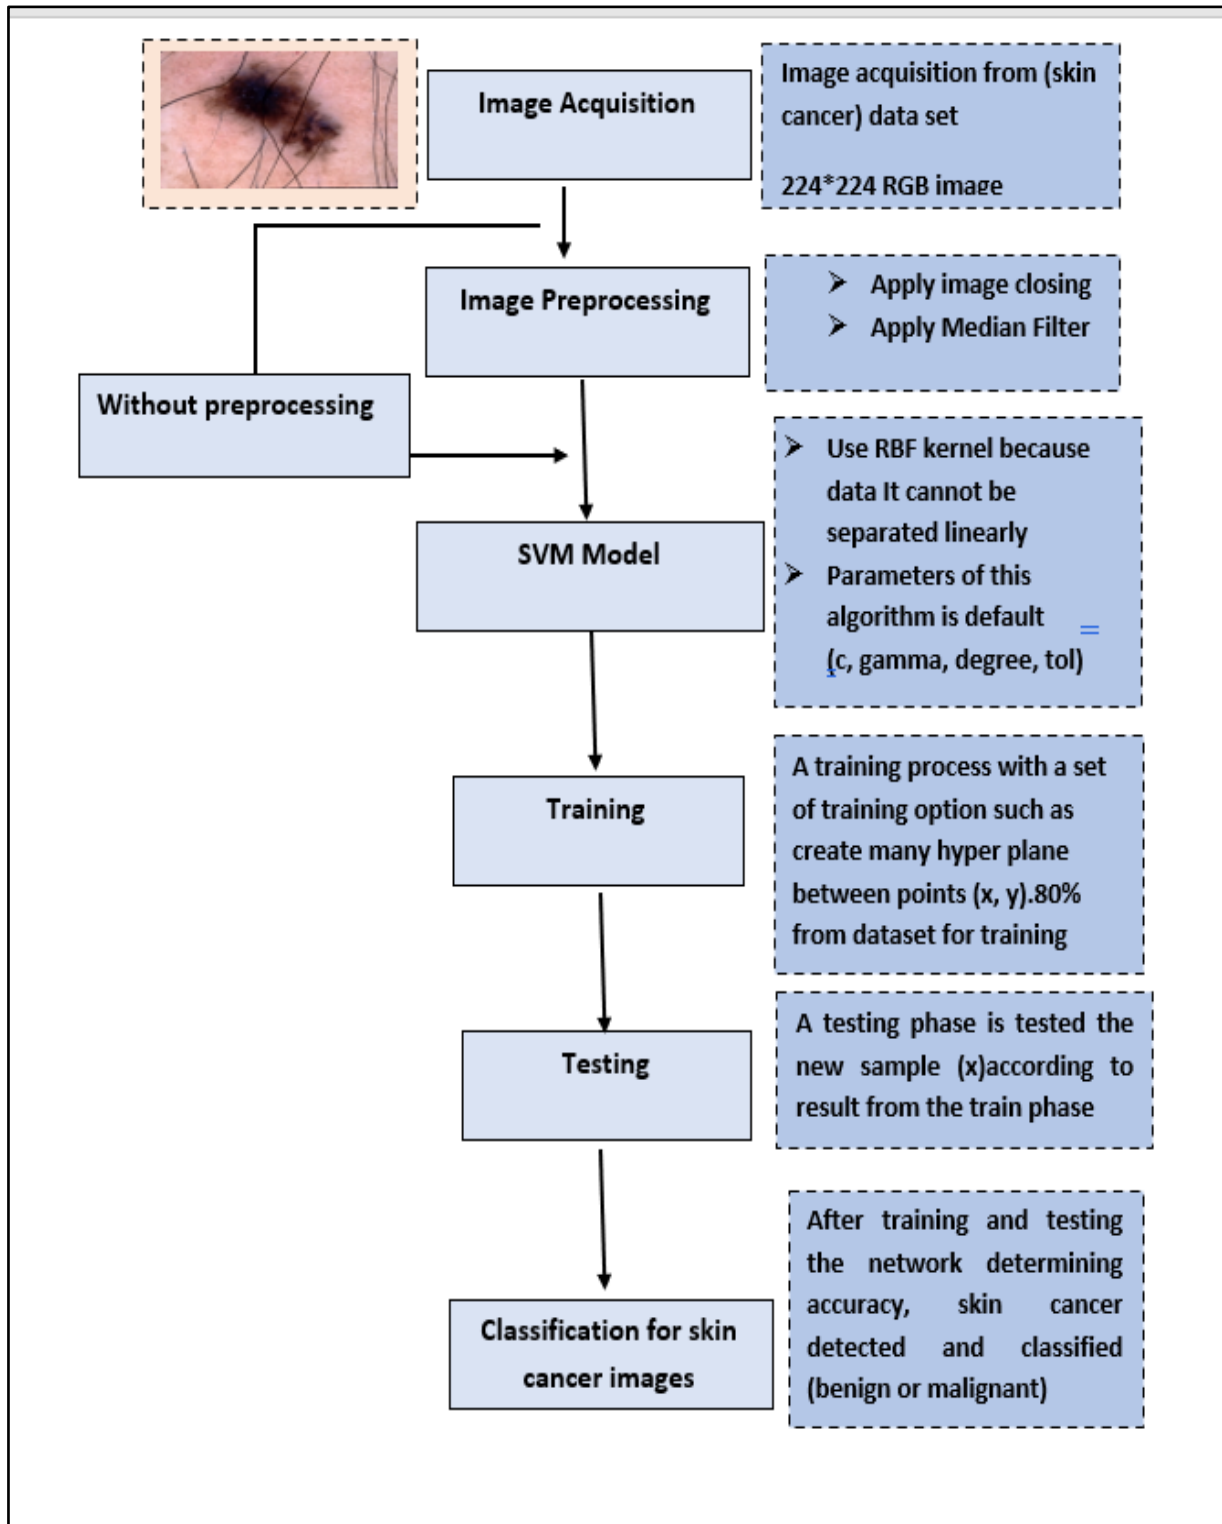 Image Acquisition
Image acquisition from (skin
cancer) data set
224*224 RGB image
Image Preprocessing
➢ Apply image closing
➢ Apply Median Filter
Without preprocessing
SVM Model
➢ Use RBF kernel because
data It cannot be
separated linearly
➢ Parameters of this
algorithm is default
(c, gamma, degree, tol)
Training
A training process with a set
of training option such as
create many hyper plane
between points (x, y).80%
from dataset for training
Testing
A testing phase is tested the
new sample (x)according to
result from the train phase
Classification for skin
cancer images
After training and testing
the network determining
accuracy, skin cancer
detected and classified
(benign or malignant)